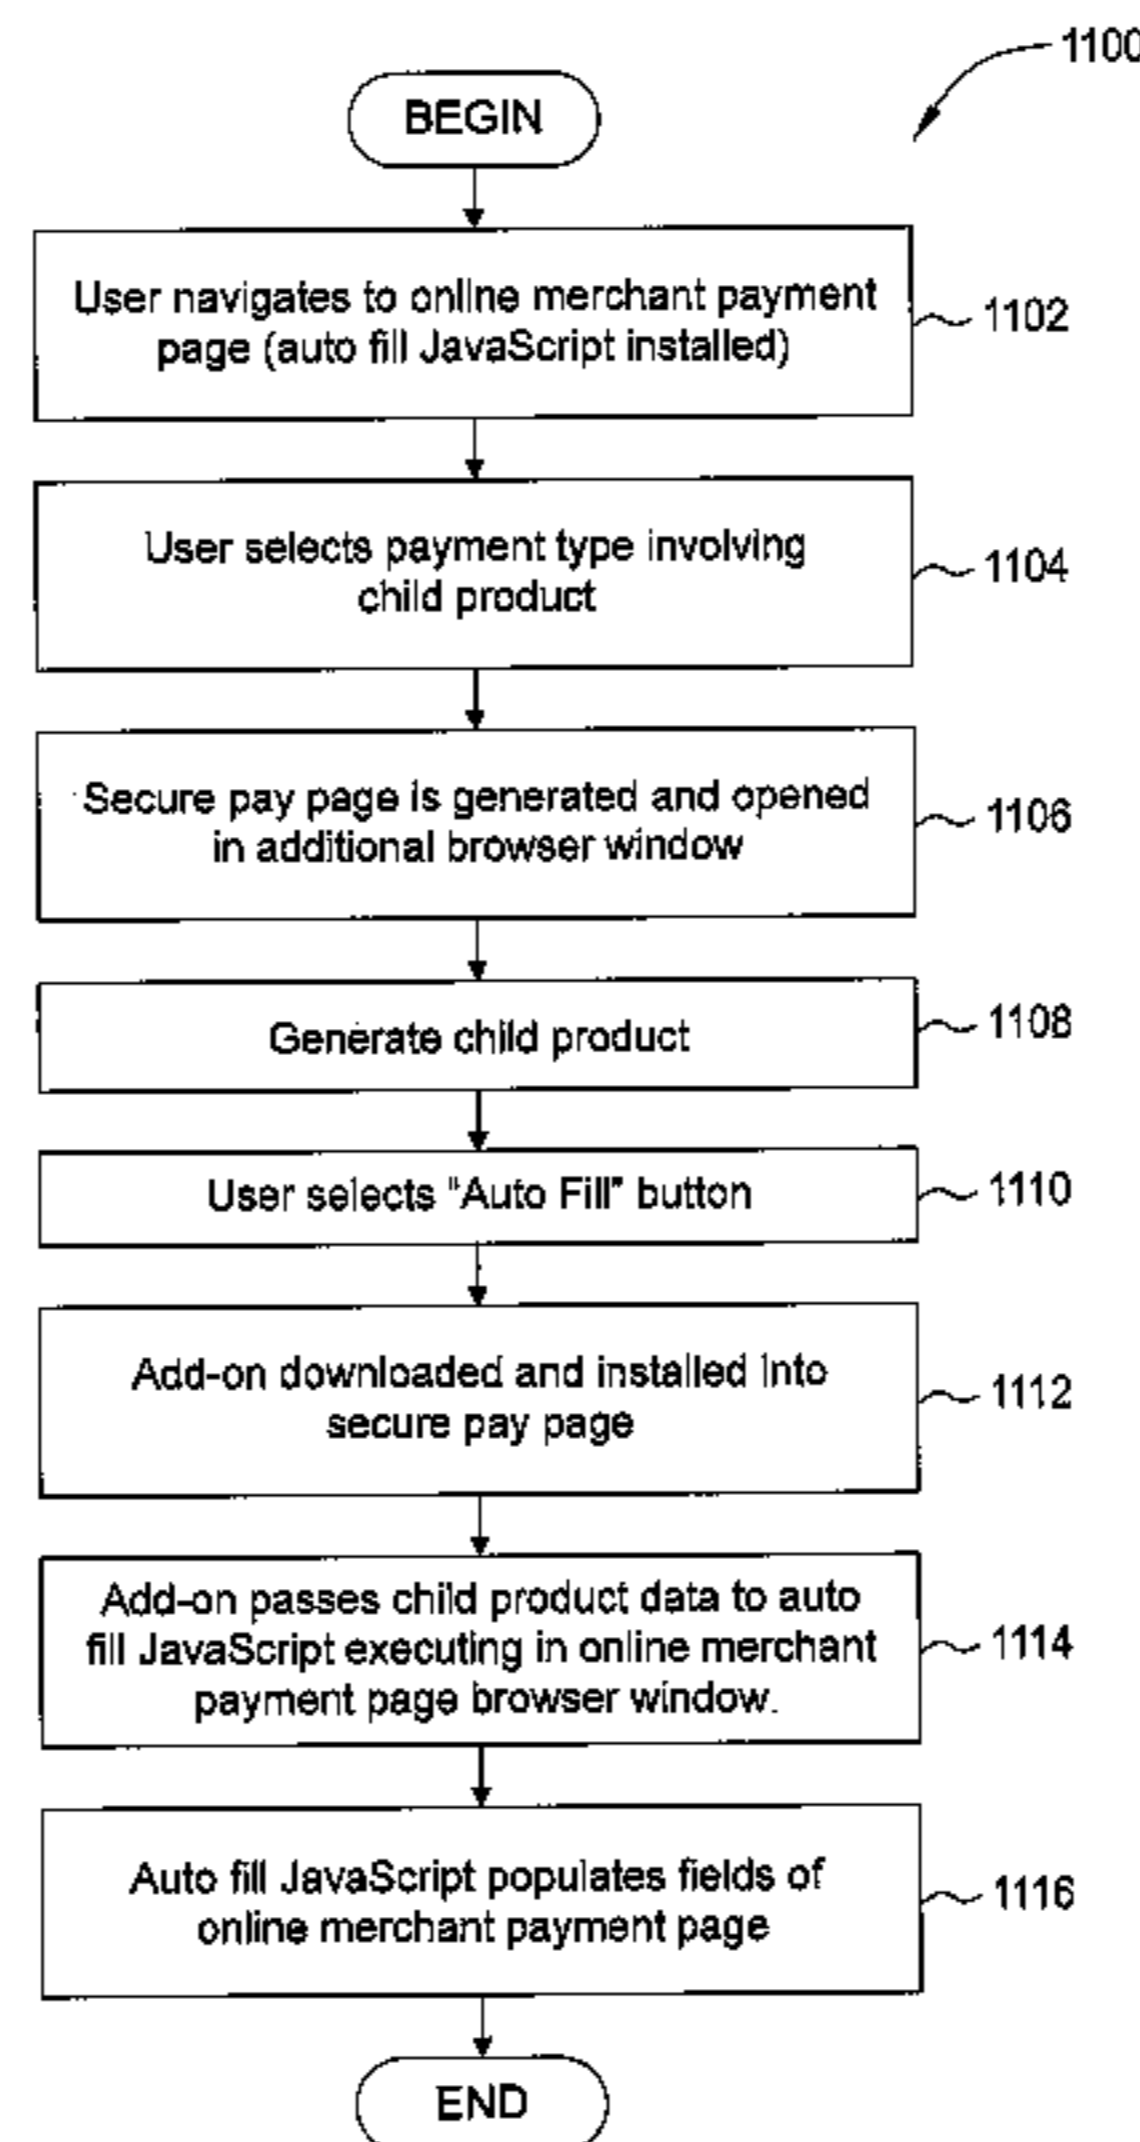 1100
BEGIN
User navigates to online merchant payment
page (auto fill JavaScript installed)
1102
User selects payment type involving
child product
1104
Secure pay page is generated and opened
in additional browser window
1106
Generate child product
1108
User selects "Auto Fill" button
1110
Add-on downloaded and installed into
secure pay page
1112
Add-on passes child product data to auto
fill JavaScript executing in online merchant
payment page browser window.
1114
Auto fill JavaScript populates fields of
online merchant payment page
1116
END